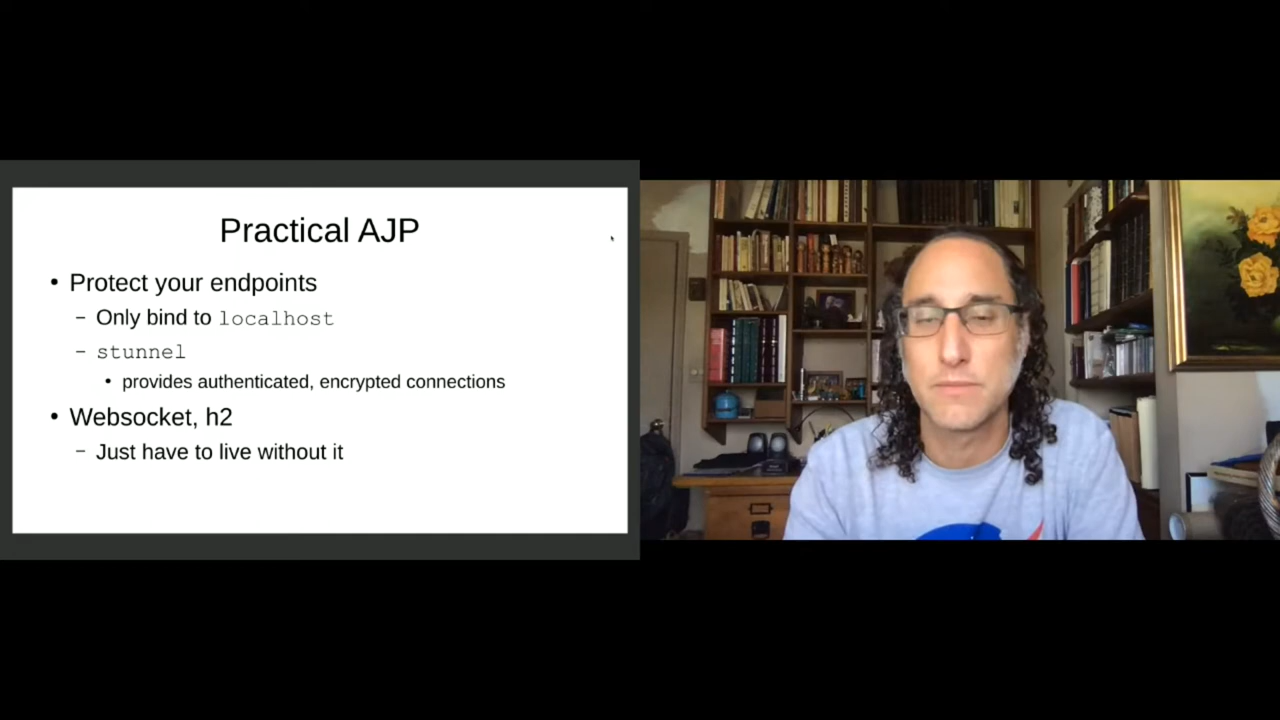 Practical AJP
• Protect your endpoints
– Only bind to localhost
– stunnel
• provides authenticated, encrypted connections
• Websocket, h2
– Just have to live without it